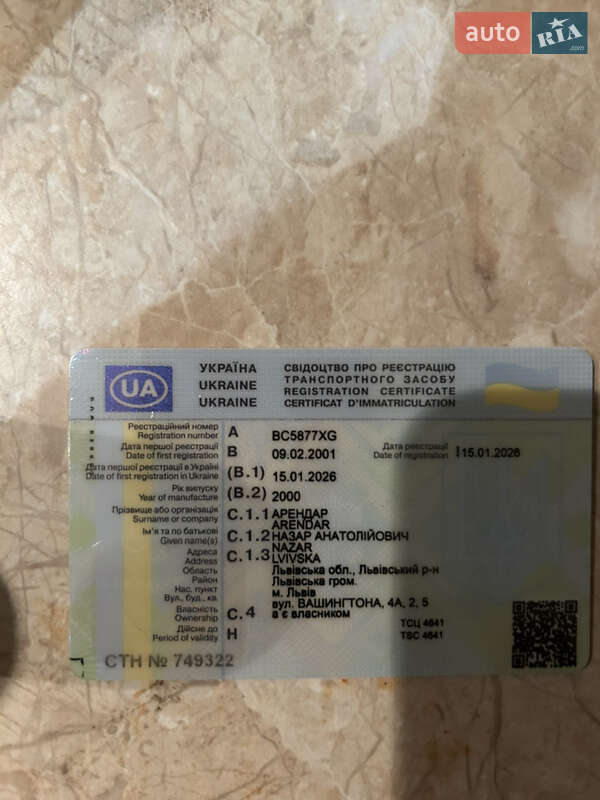 auto RIA .com
УКРАЇНА
UKRAINE
UKRAINE
СВІДОЦТВО ПРО РЕЄСТРАЦІЮ
ТРАНСПОРТНОГО ЗАСОБУ
REGISTRATION CERTIFICATE
CERTIFICAT D'IMMATRICULATION
UA
Реєстраційний номер
Registration number A BC5877XG
Дата першої реєстрації
Date of first registration B 09.02.2001
Дата реєстрації
Date of registration I 15.01.2026
Дата першої реєстрації в Україні
Date of first registration in Ukraine (B.1) 15.01.2026
Рік випуску
Year of manufacture (B.2) 2000
Прізвище або організація
Surname or company C.1.1 АРЕНДАР
ARENDAR
Ім'я та по батькові
Given name(s) C.1.2 НАЗАР АНАТОЛІЙОВИЧ
NAZAR
Адреса
Address C.1.3 LVIVSKA
Область
Район
Нас. пункт
Вул., буд., кв.
Львівська обл., Львівський р-н
Львівська гром.
м. Львів
вул. ВАШИНГТОНА, 4А, 2, 5
Власність
Ownership C.4 а є власником
Дійсне до
Period of validity H
ТСЦ 4641
TSC 4641
СТН № 749322